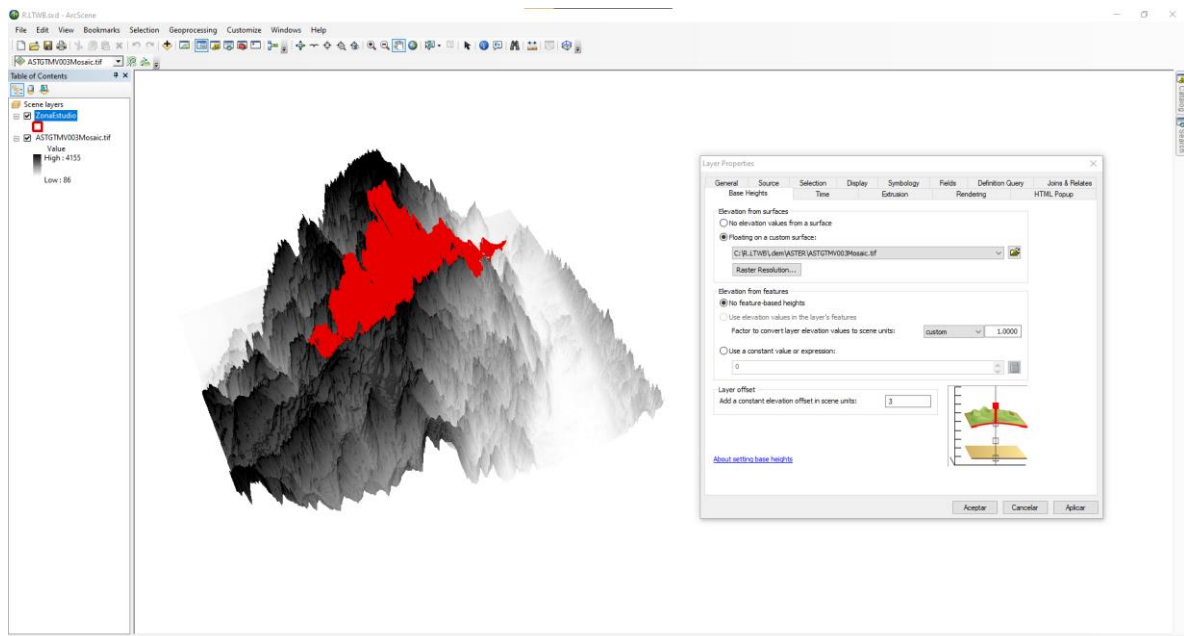 R.LTWB.sxd - ArcScene
File Edit View Bookmarks Selection Geoprocessing Customize Windows Help
ASTGTMV003Mosaic.tif
Table of Contents
Scene layers
ZonaEstudio
ASTGTMV003Mosaic.tif
Value
High : 4155
Low : 86
Catalog
Search
Layer Properties
General Source Selection Display Symbology Fields Definition Query Joins & Relates
Base Heights Time Extrusion Rendering HTML Popup
Elevation from surfaces
No elevation values from a surface
Floating on a custom surface:
C:\R.LTWB\.dem\ASTER\ASTGTMV003Mosaic.tif
Raster Resolution...
Elevation from features
No feature-based heights
Use elevation values in the layer's features
Factor to convert layer elevation values to scene units: custom 1.0000
Use a constant value or expression:
0
Layer offset
Add a constant elevation offset in scene units: 3
About setting base heights
Aceptar Cancelar Aplicar